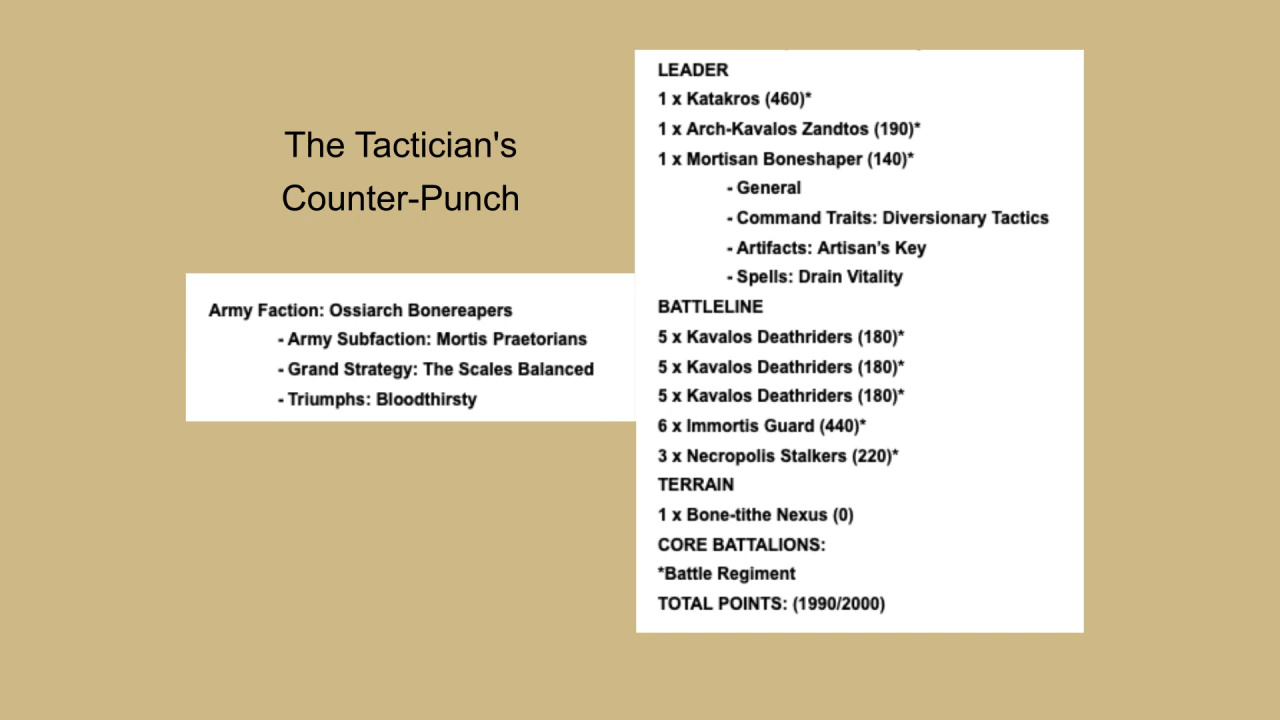 The Tactician's
Counter-Punch
Army Faction: Ossiarch Bonereapers
- Army Subfaction: Mortis Praetorians
- Grand Strategy: The Scales Balanced
- Triumphs: Bloodthirsty
LEADER
1 x Katakros (460)*
1 x Arch-Kavalos Zandtos (190)*
1 x Mortisan Boneshaper (140)*
- General
- Command Traits: Diversionary Tactics
- Artifacts: Artisan’s Key
- Spells: Drain Vitality
BATTLELINE
5 x Kavalos Deathriders (180)*
5 x Kavalos Deathriders (180)*
5 x Kavalos Deathriders (180)*
6 x Immortis Guard (440)*
3 x Necropolis Stalkers (220)*
TERRAIN
1 x Bone-tithe Nexus (0)
CORE BATTALIONS:
*Battle Regiment
TOTAL POINTS: (1990/2000)